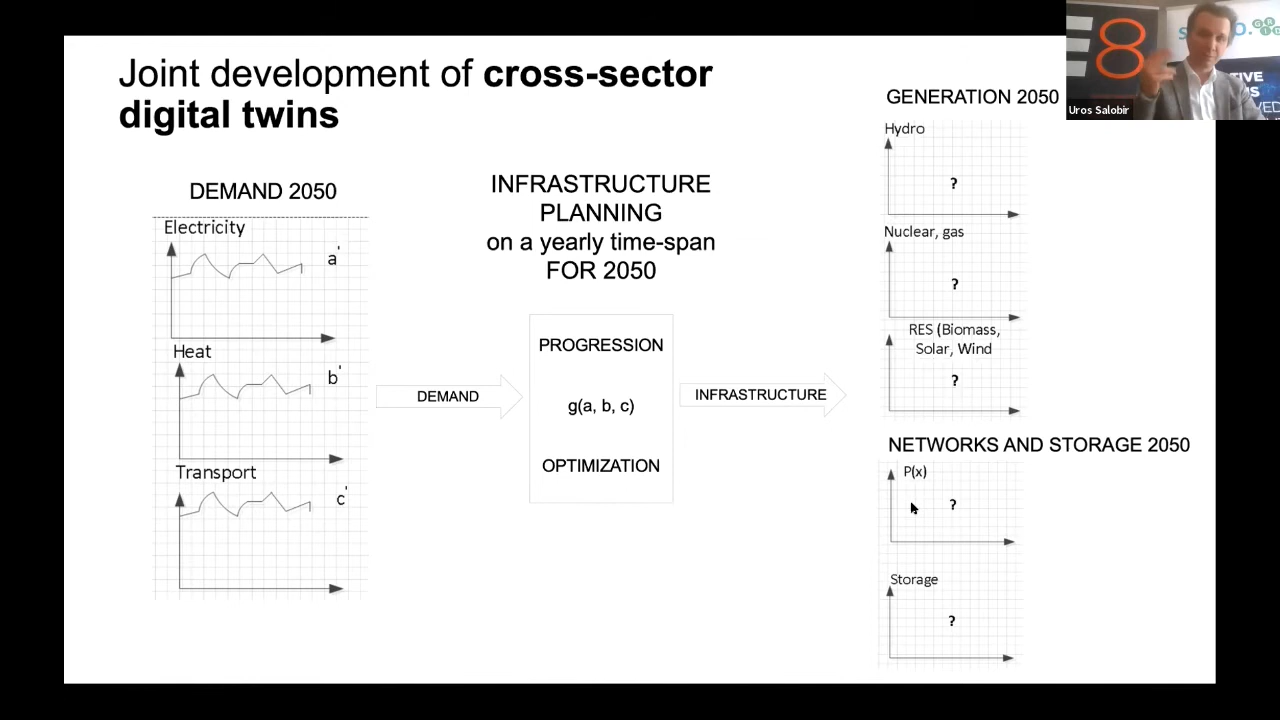 Joint development of cross-sector
digital twins
DEMAND 2050
Electricity
a'
Heat
b'
Transport
c'
INFRASTRUCTURE
PLANNING
on a yearly time-span
FOR 2050
DEMAND
PROGRESSION
g(a, b, c)
OPTIMIZATION
INFRASTRUCTURE
GENERATION 2050
Hydro
?
Nuclear, gas
?
RES (Biomass,
Solar, Wind
?
NETWORKS AND STORAGE 2050
P(x)
?
Storage
?
Uros Salobir